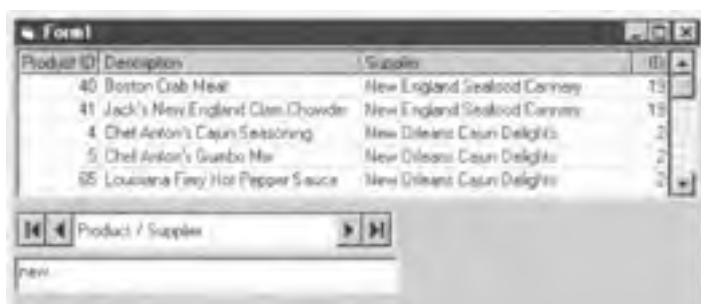 Form1
Product ID Description Supplier ID
40 Boston Crab Meat New England Seafood Cannery 19
41 Jack's New England Clam Chowder New England Seafood Cannery 19
4 Chef Anton's Cajun Seasoning New Orleans Cajun Delights 2
5 Chef Anton's Gumbo Mix New Orleans Cajun Delights 2
65 Louisiana Fiery Hot Pepper Sauce New Orleans Cajun Delights 2
Product / Supplier
new